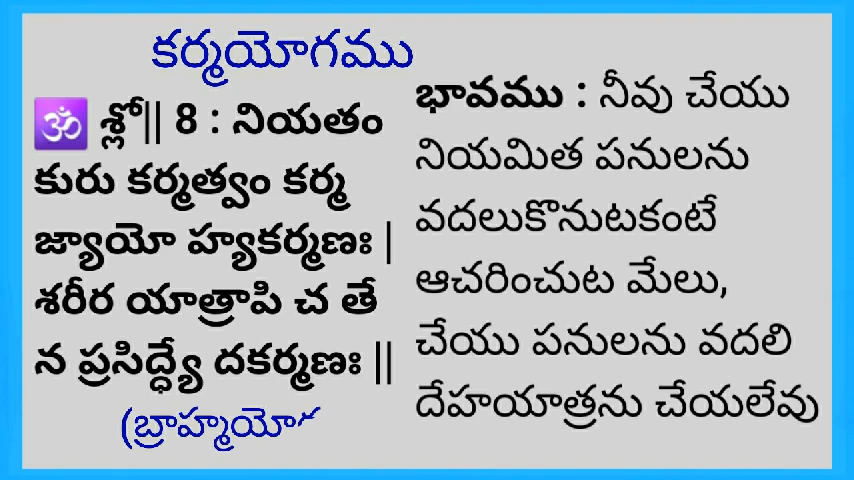 కర్మయోగము
🕉 శ్లో|| 8 : నియతం
కురు కర్మత్వం కర్మ
జ్యాయో హ్యకర్మణః |
శరీర యాత్రాపి చ తే
న ప్రసిద్ధ్యే దకర్మణః ||
భావము : నీవు చేయు
నియమిత పనులను
వదలుకొనుటకంటే
ఆచరించుట మేలు,
చేయు పనులను వదలి
దేహయాత్రను చేయలేవు